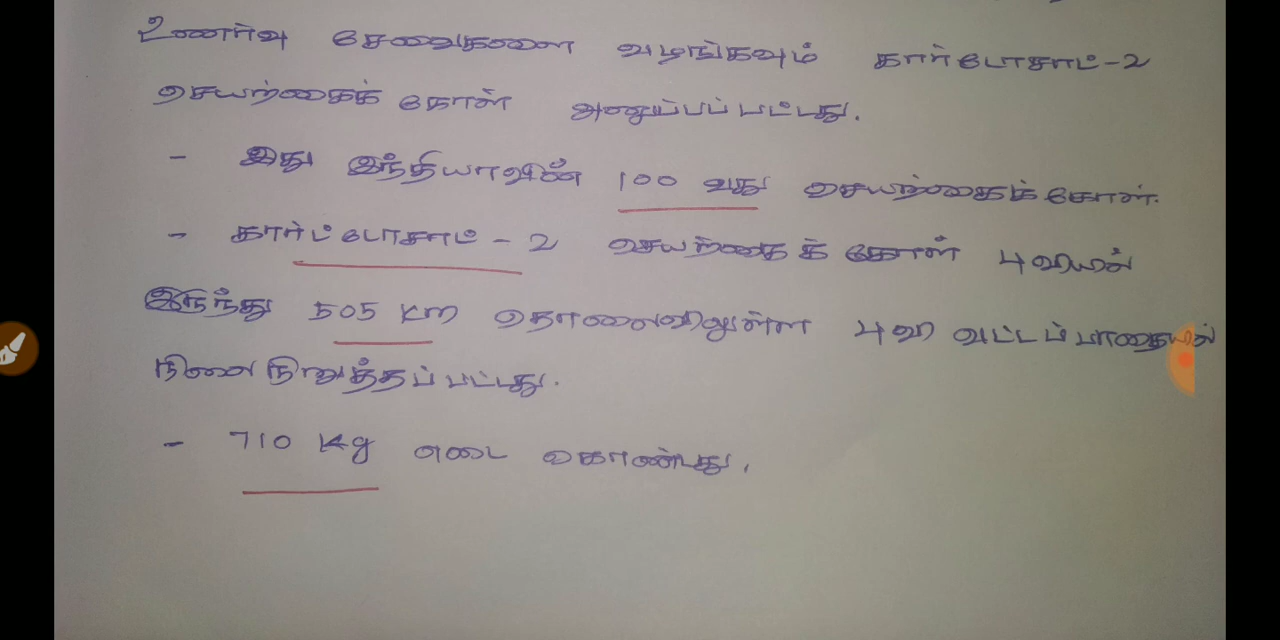 உணர்வு சேவைகளை வழங்கவும் கார்டோசாட்-2
செயற்கைக் கோள் அனுப்பப்பட்டது.
- இது இந்தியாவின் 100 வது செயற்கைக்கோள்.
- கார்ட்டோசாட் - 2 செயற்கைக் கோள் புவியில்
இருந்து 505 km தொலைவிலுள்ள புவி வட்டப்பாதையில்
நிலைநிறுத்தப்பட்டது.
- 710 Kg எடை கொண்டது.